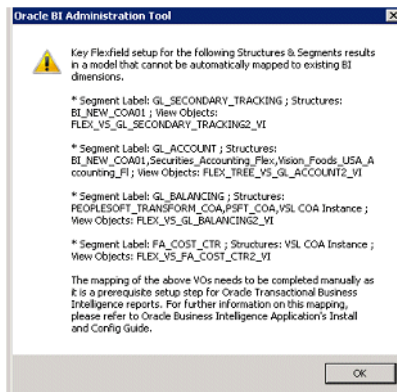 Oracle BI Administration Tool
Key Flexfield setup for the following Structures & Segments results
in a model that cannot be automatically mapped to existing BI
dimensions.
* Segment Label: GL_SECONDARY_TRACKING ; Structures:
BI_NEW_COA01 ; View Objects:
FLEX_VS_GL_SECONDARY_TRACKING2_VI
* Segment Label: GL_ACCOUNT ; Structures:
BI_NEW_COA01,Securities_Accounting_Flex,Vision_Foods_USA_A
ccounting_Fl ; View Objects: FLEX_TREE_VS_GL_ACCOUNT2_VI
* Segment Label: GL_BALANCING ; Structures:
PEOPLESOFT_TRANSFORM_COA,PSFT_COA,VSL COA Instance ;
View Objects: FLEX_VS_GL_BALANCING2_VI
* Segment Label: FA_COST_CTR ; Structures: VSL COA Instance ;
View Objects: FLEX_VS_FA_COST_CTR2_VI
The mapping of the above VOs needs to be completed manually as
it is a prerequisite setup step for Oracle Transactional Business
Intelligence reports. For further information on this mapping,
please refer to Oracle Business Intelligence Application's Install
and Config Guide.
OK